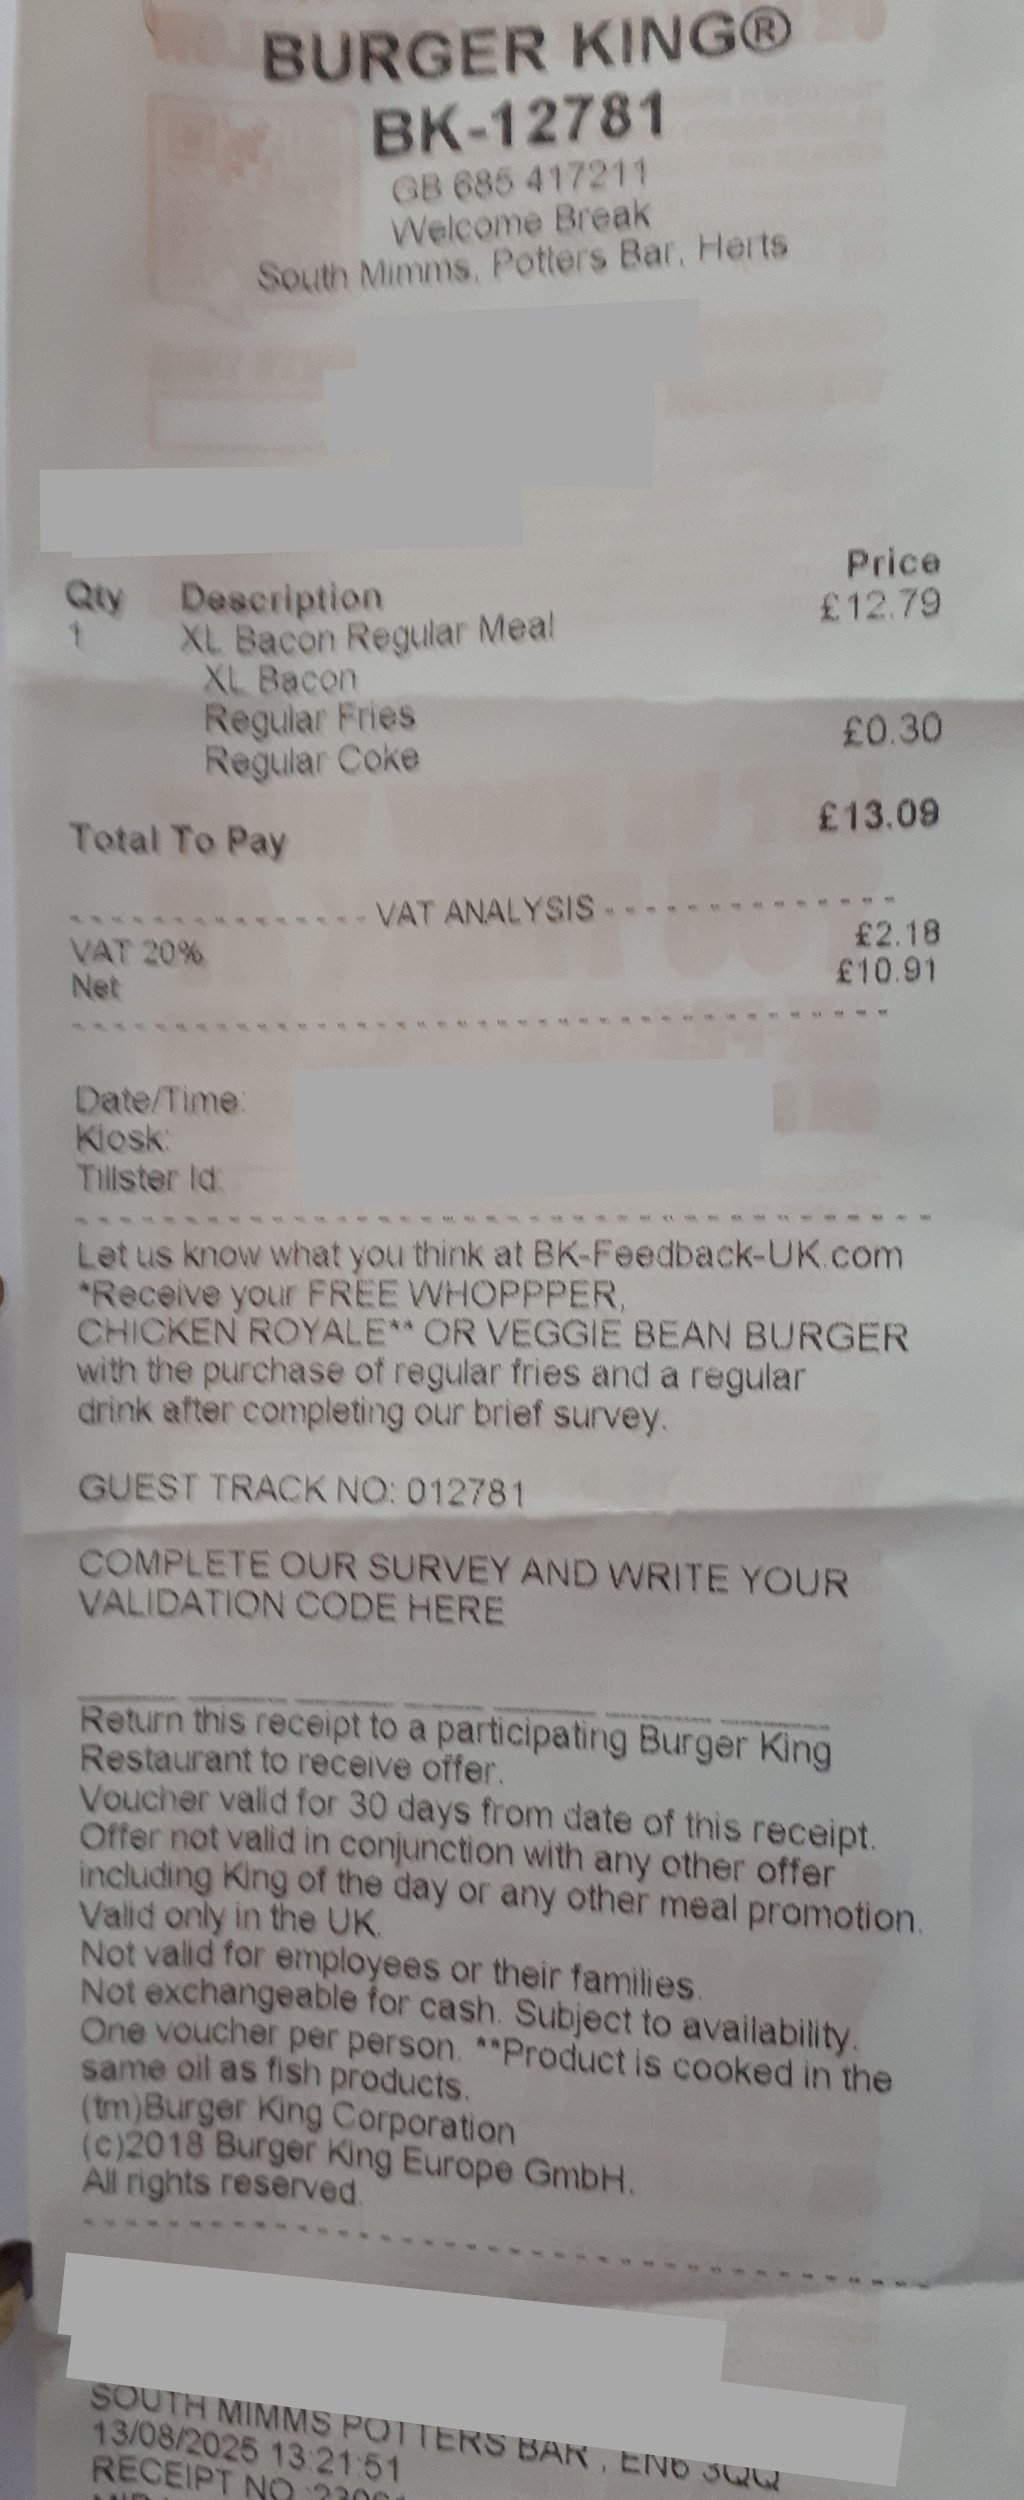 BURGER KING®
BK-12781
GB 685 417211
Welcome Break
South Mimms, Potters Bar, Herts
Price
Qty Description
1 XL Bacon Regular Meal £12.79
XL Bacon
Regular Fries
Regular Coke £0.30
Total To Pay £13.09
VAT ANALYSIS
VAT 20% £2.18
Net £10.91
Date/Time:
Kiosk:
Tillster Id:
Let us know what you think at BK-Feedback-UK.com
*Receive your FREE WHOPPPER,
CHICKEN ROYALE** OR VEGGIE BEAN BURGER
with the purchase of regular fries and a regular
drink after completing our brief survey.
GUEST TRACK NO: 012781
COMPLETE OUR SURVEY AND WRITE YOUR
VALIDATION CODE HERE
Return this receipt to a participating Burger King
Restaurant to receive offer.
Voucher valid for 30 days from date of this receipt.
Offer not valid in conjunction with any other offer
including King of the day or any other meal promotion.
Valid only in the UK.
Not valid for employees or their families.
Not exchangeable for cash. Subject to availability.
One voucher per person. **Product is cooked in the
same oil as fish products.
(tm)Burger King Corporation
(c)2018 Burger King Europe GmbH.
All rights reserved.
SOUTH MIMMS POTTERS BAR , EN6 3QQ
13/08/2025 13:21:51
RECEIPT NO